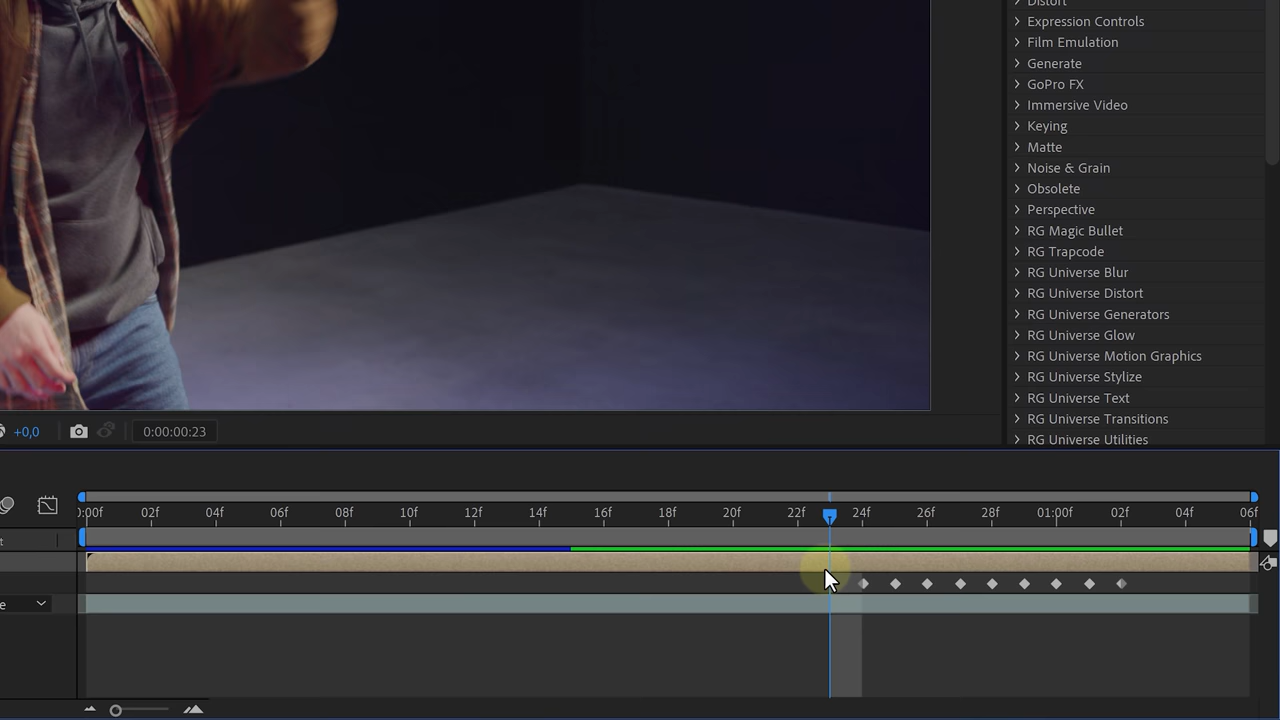 Distort
Expression Controls
Film Emulation
Generate
GoPro FX
Immersive Video
Keying
Matte
Noise & Grain
Obsolete
Perspective
RG Magic Bullet
RG Trapcode
RG Universe Blur
RG Universe Distort
RG Universe Generators
RG Universe Glow
RG Universe Motion Graphics
RG Universe Stylize
RG Universe Text
RG Universe Transitions
RG Universe Utilities
+0,0
0:00:00:23
0:00f 02f 04f 06f 08f 10f 12f 14f 16f 18f 20f 22f 24f 26f 28f 01:00f 02f 04f 06f
t
e